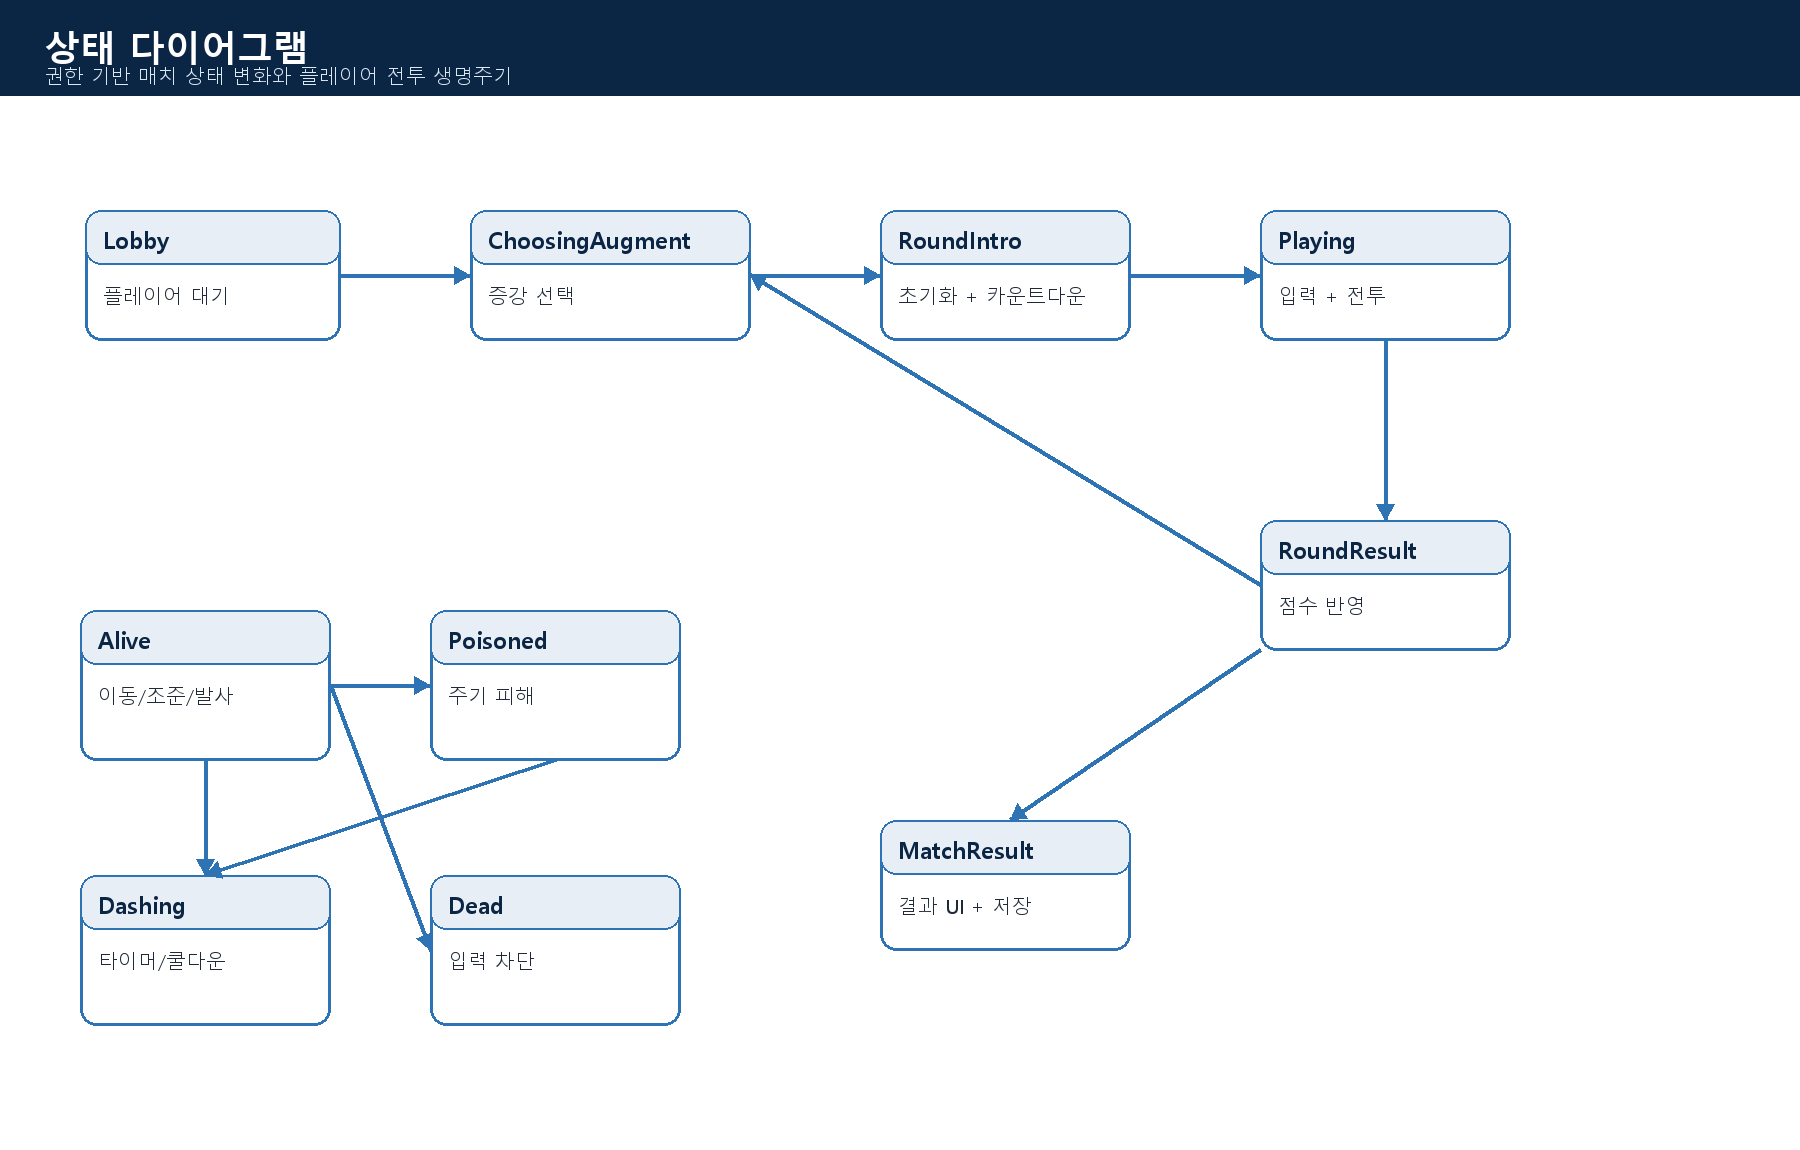 상태 다이어그램
권한 기반 매치 상태 변화와 플레이어 전투 생명주기
Lobby
플레이어 대기
ChoosingAugment
증강 선택
RoundIntro
초기화 + 카운트다운
Playing
입력 + 전투
RoundResult
점수 반영
Alive
이동/조준/발사
Poisoned
주기 피해
Dashing
타이머/쿨다운
Dead
입력 차단
MatchResult
결과 UI + 저장